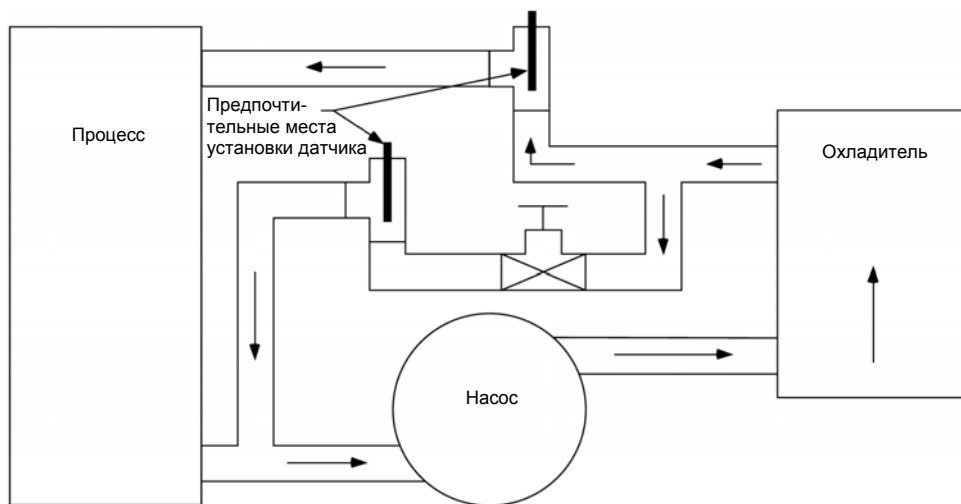 Процесс
Предпочти-
тельные места
установки датчика
Охладитель
Насос